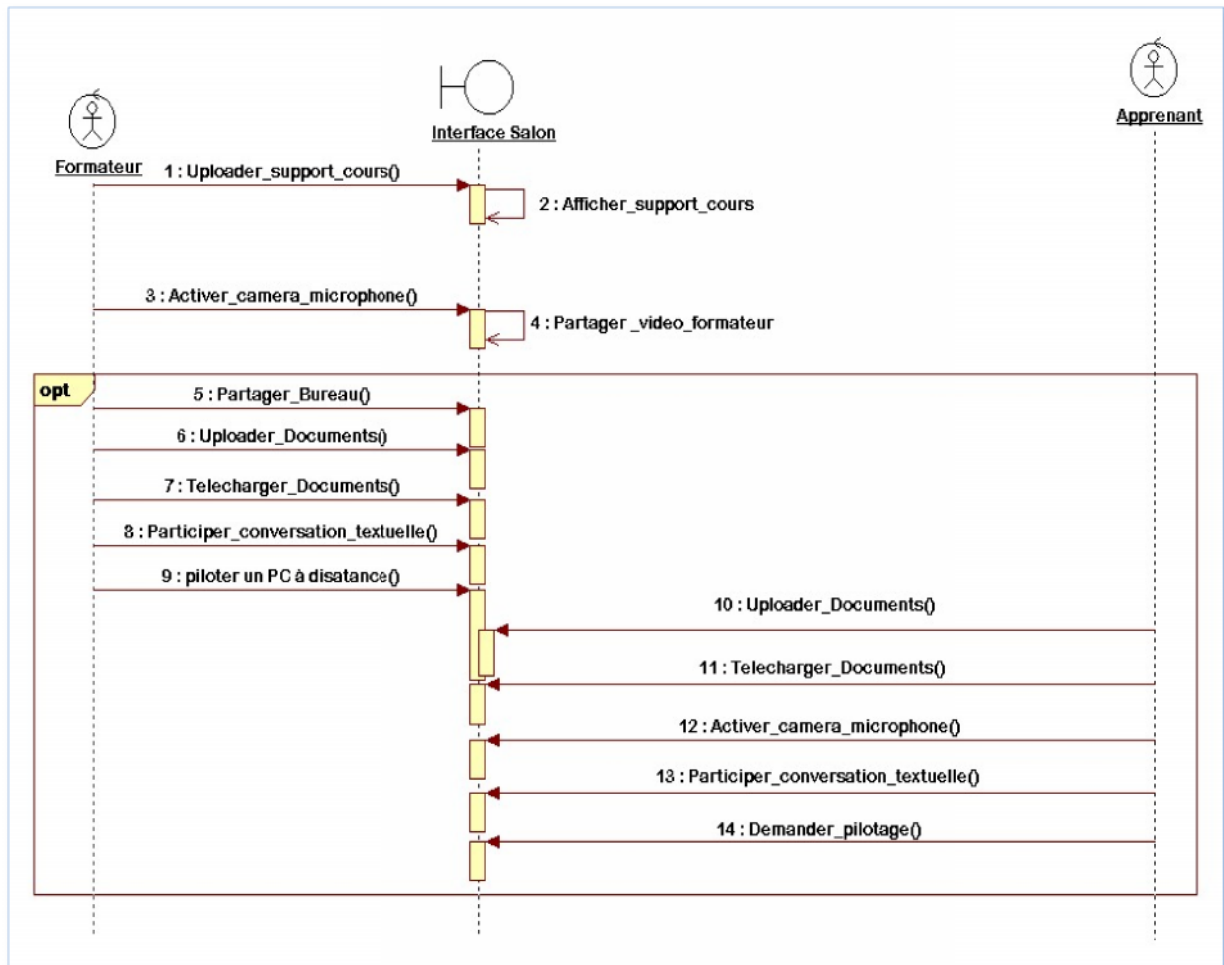 Formateur
Interface Salon
Apprenant
1 : Uploader_support_cours()
2 : Afficher_support_cours
3 : Activer_camera_microphone()
4 : Partager _video_formateur
opt
5 : Partager_Bureau()
6 : Uploader_Documents()
7 : Telecharger_Documents()
8 : Participer_conversation_textuelle()
9 : piloter un PC à disatance()
10 : Uploader_Documents()
11 : Telecharger_Documents()
12 : Activer_camera_microphone()
13 : Participer_conversation_textuelle()
14 : Demander_pilotage()